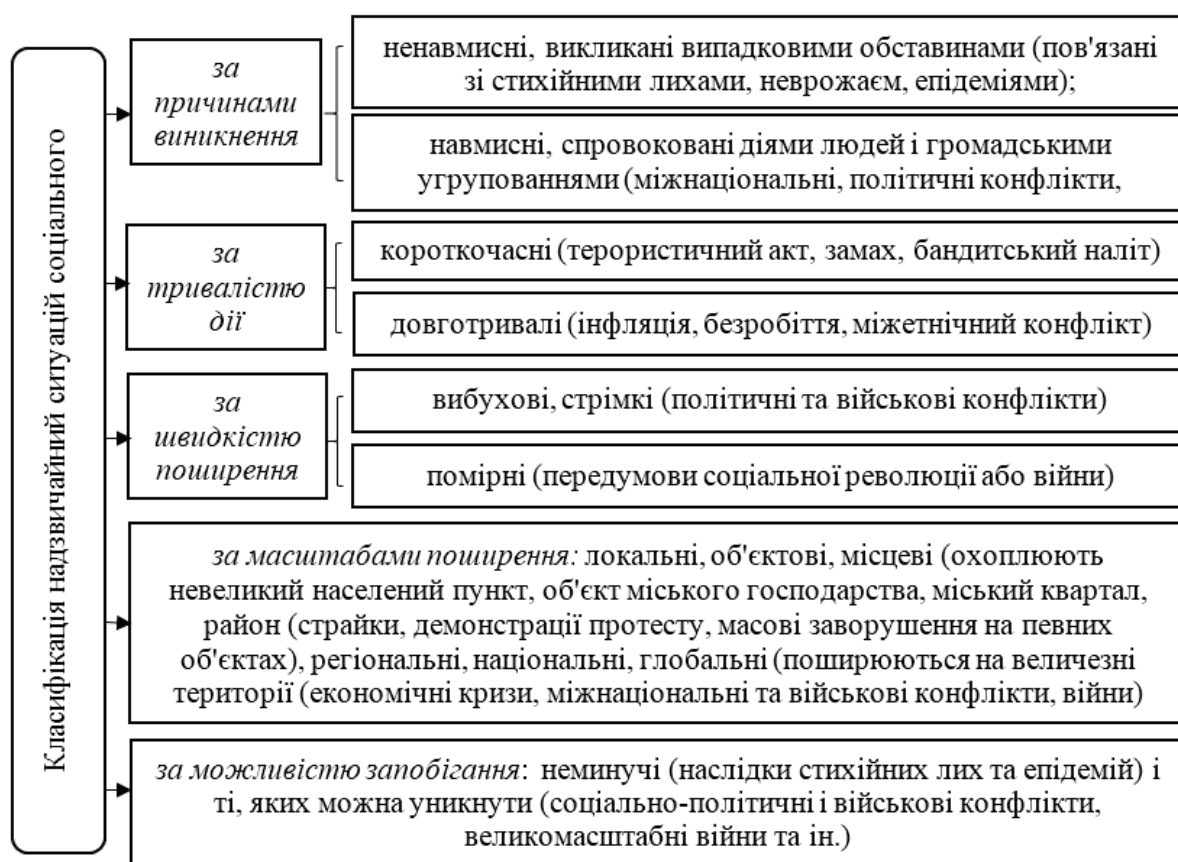 Класифікація надзвичайний ситуацій соціального
за
причинами
виникнення
ненавмисні, викликані випадковими обставинами (пов'язані
зі стихійними лихами, неврожаєм, епідеміями);
навмисні, спровоковані діями людей і громадськими
угрупованнями (міжнаціональні, політичні конфлікти,
за
тривалістю
дії
короткочасні (терористичний акт, замах, бандитський наліт)
довготривалі (інфляція, безробіття, міжетнічний конфлікт)
за
швидкістю
поширення
вибухові, стрімкі (політичні та військові конфлікти)
помірні (передумови соціальної революції або війни)
за масштабами поширення: локальні, об'єктові, місцеві (охоплюють
невеликий населений пункт, об'єкт міського господарства, міський квартал,
район (страйки, демонстрації протесту, масові заворушення на певних
об'єктах), регіональні, національні, глобальні (поширюються на величезні
території (економічні кризи, міжнаціональні та військові конфлікти, війни)
за можливістю запобігання: неминучі (наслідки стихійних лих та епідемій) і
ті, яких можна уникнути (соціально-політичні і військові конфлікти,
великомасштабні війни та ін.)